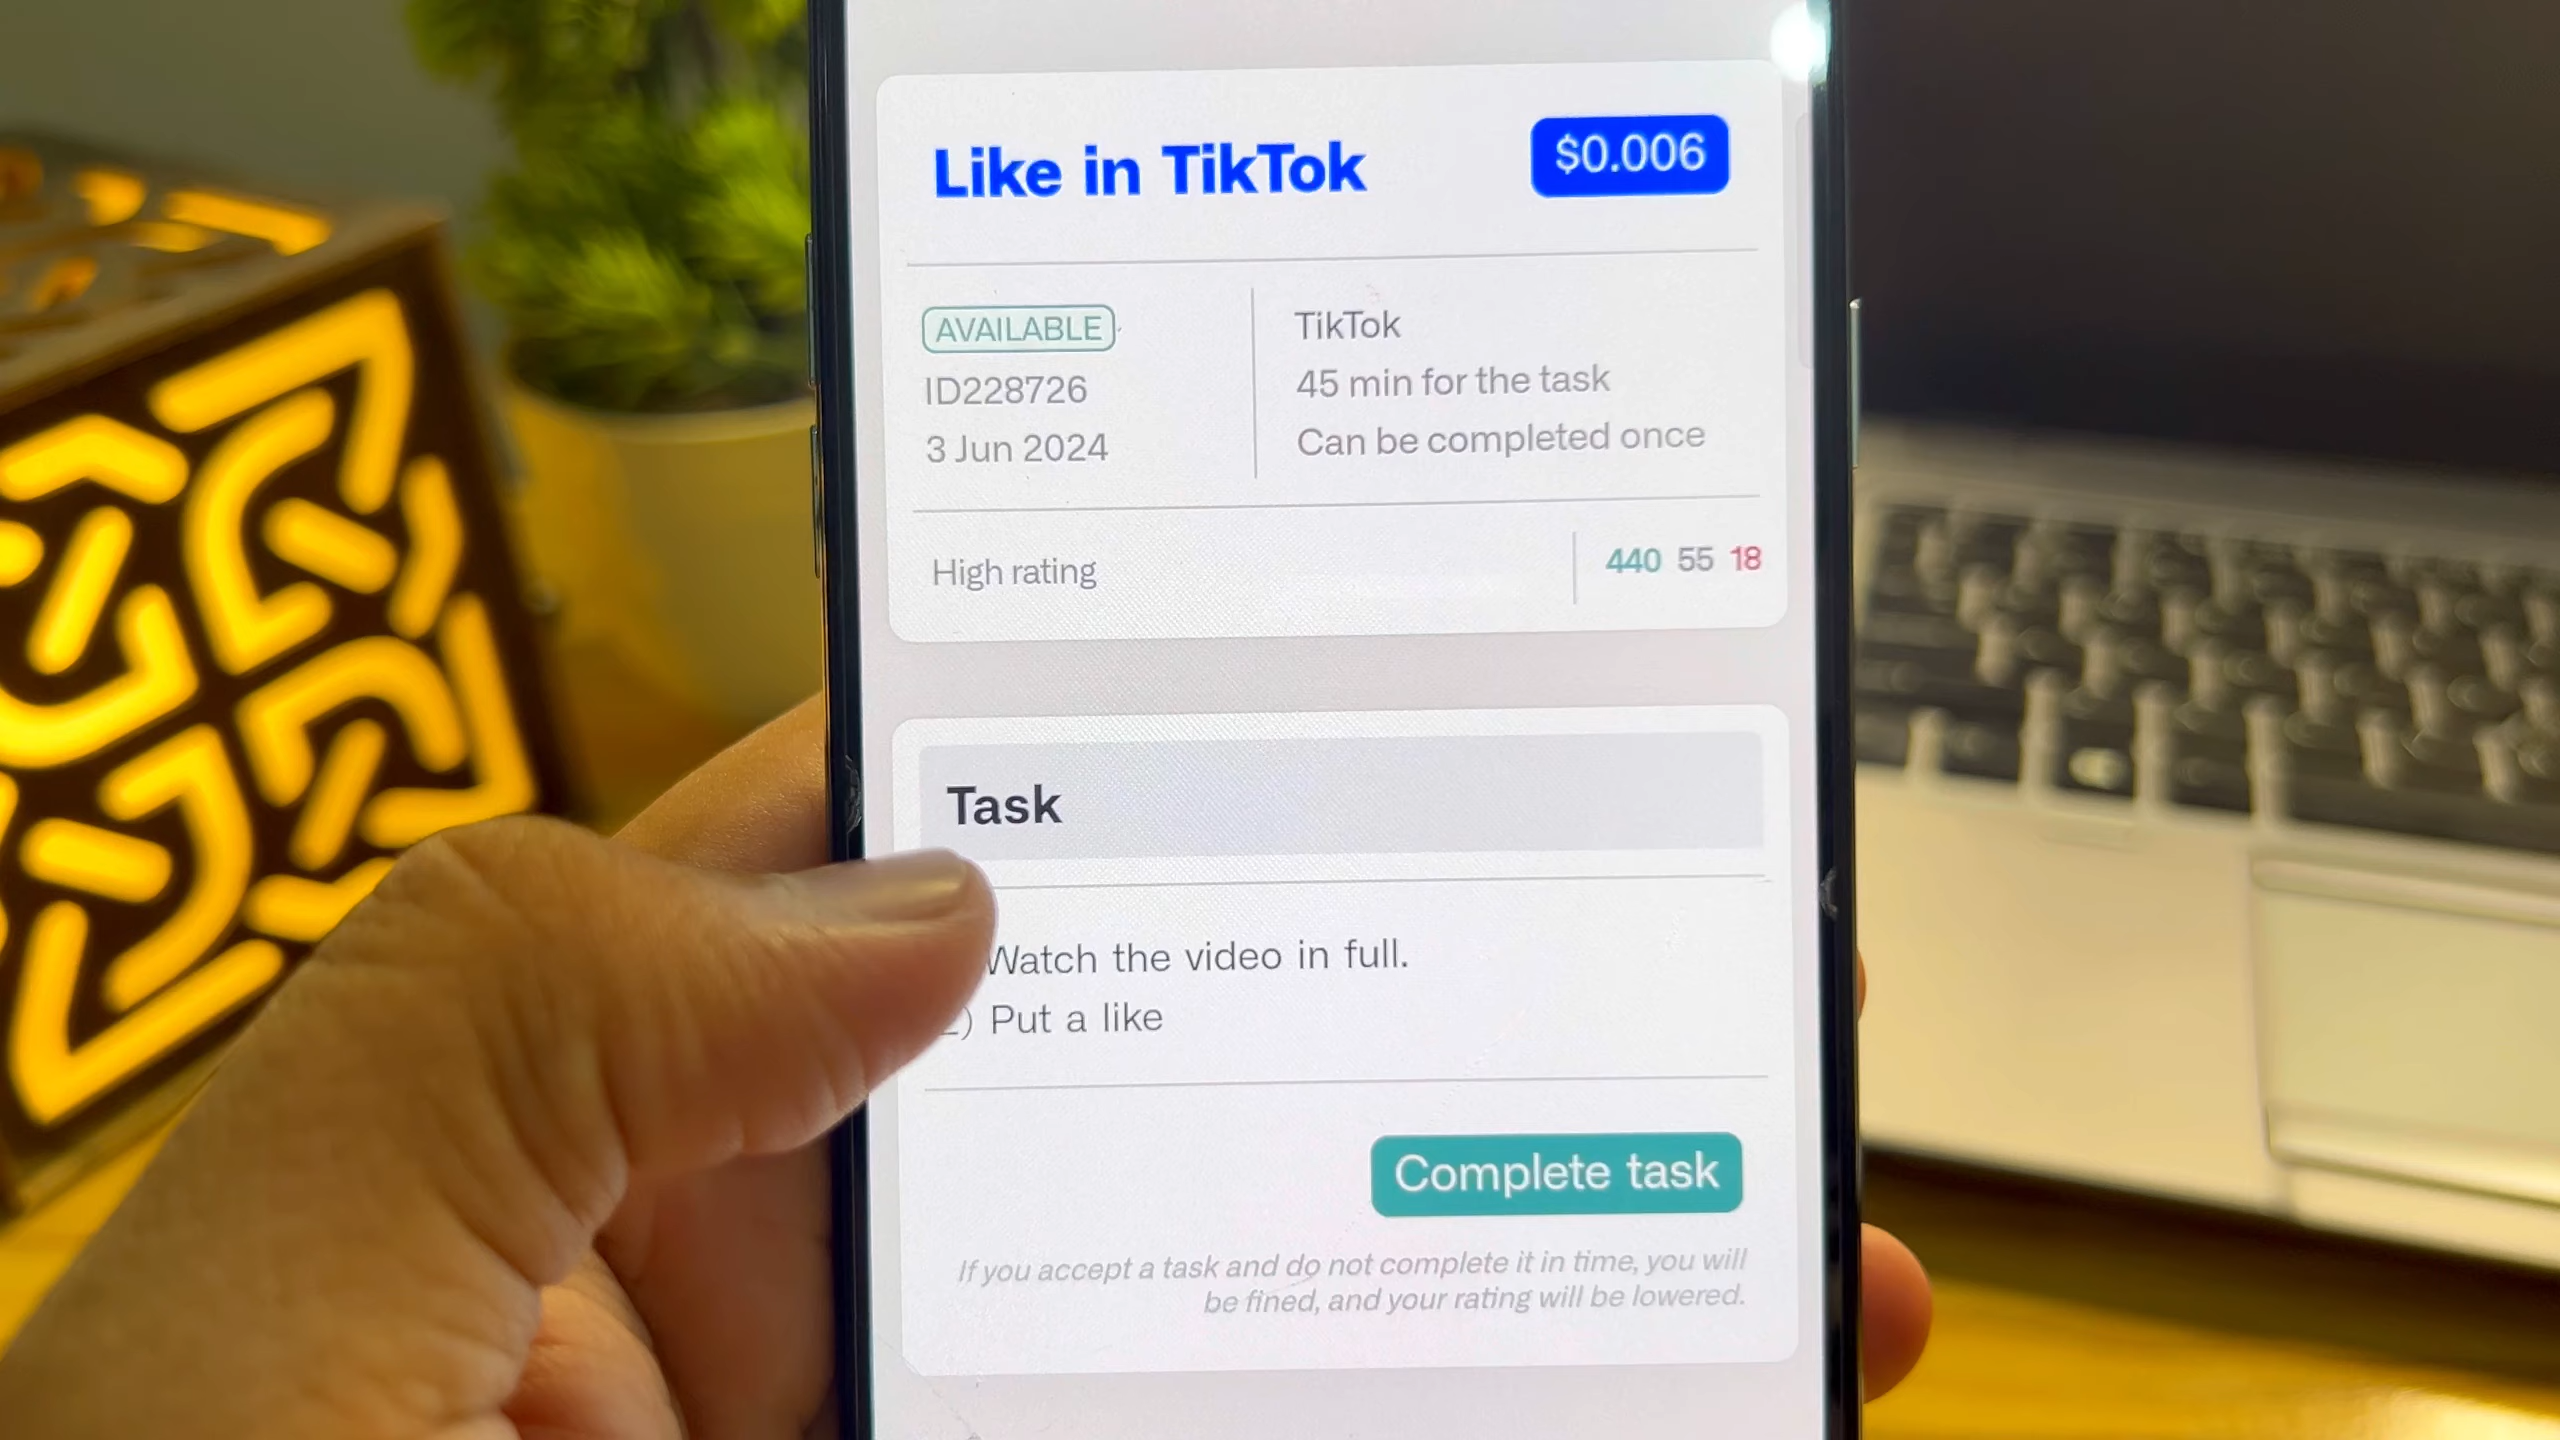 Like in TikTok
$0.006
AVAILABLE
ID228726
3 Jun 2024
TikTok
45 min for the task
Can be completed once
High rating
440 55 18
Task
Watch the video in full.
) Put a like
Complete task
If you accept a task and do not complete it in time, you will
be fined, and your rating will be lowered.